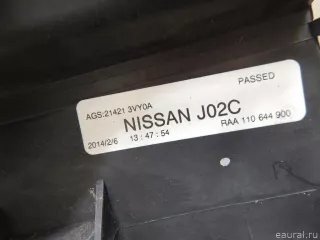 AGS:21421 3VY0A
PASSED
NISSAN J02C
2014/2/6 13:47:54
RAA 110 644 900
© eaural.ru